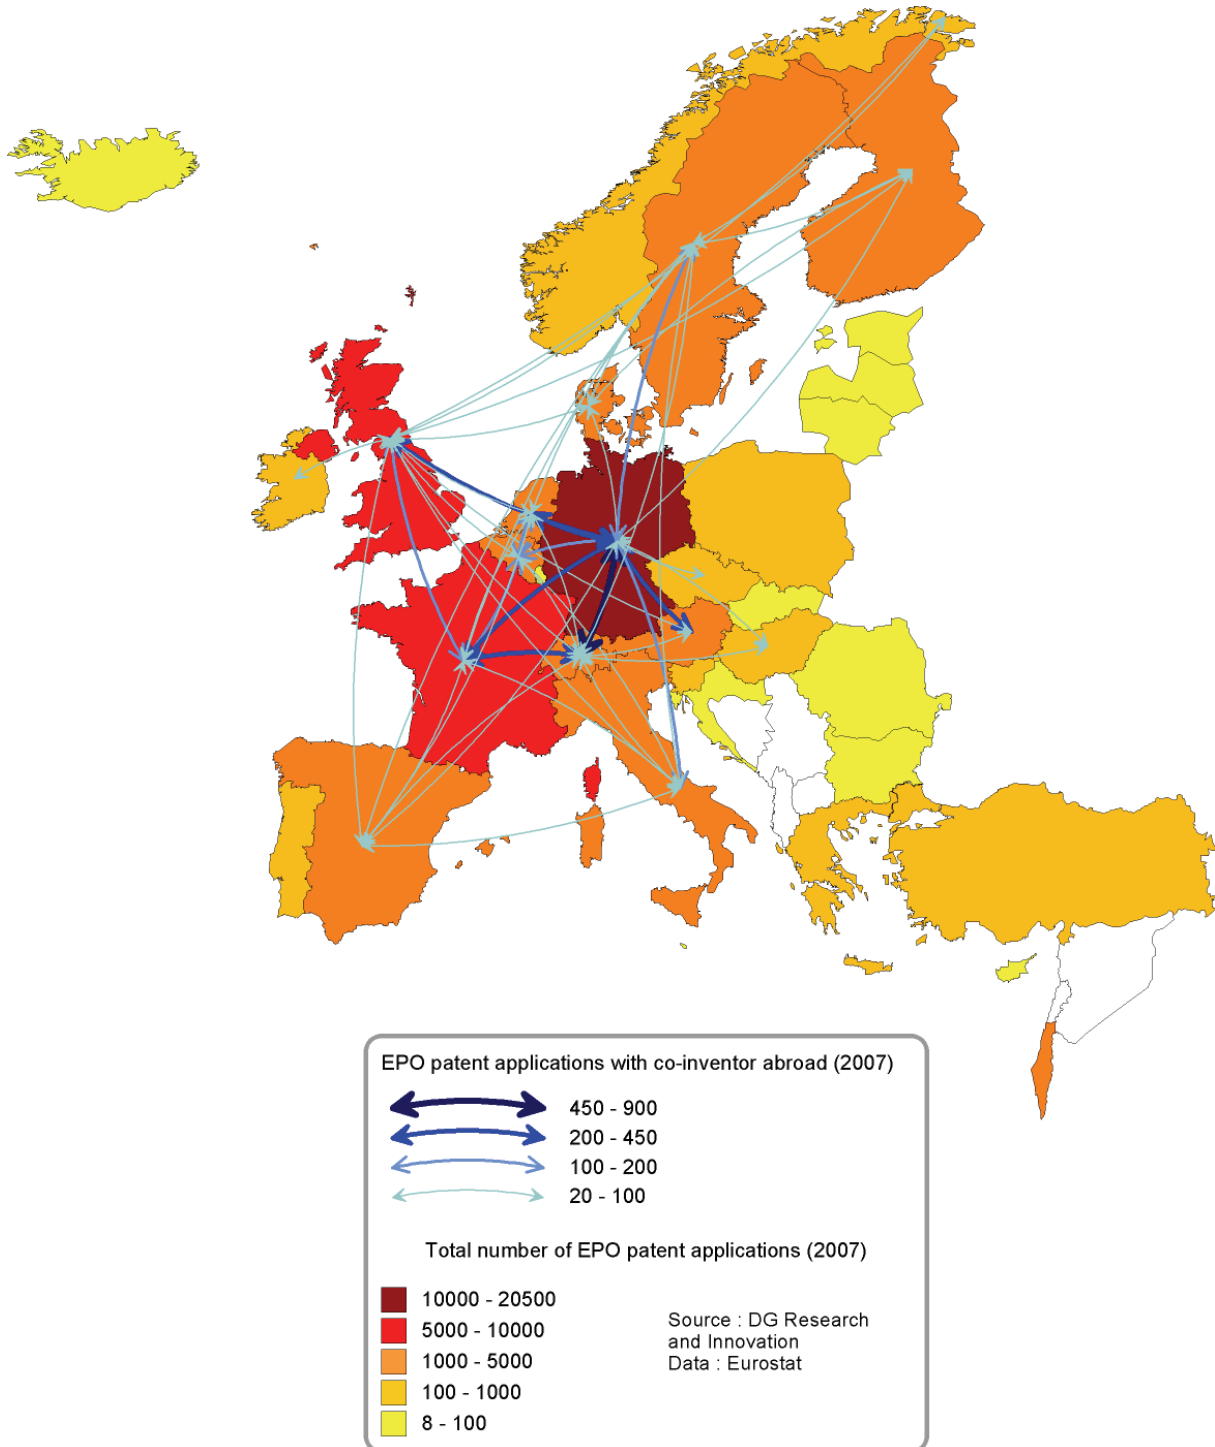 EPO patent applications with co-inventor abroad (2007)
450 - 900
200 - 450
100 - 200
20 - 100
Total number of EPO patent applications (2007)
10000 - 20500
5000 - 10000
1000 - 5000
100 - 1000
8 - 100
Source : DG Research
and Innovation
Data : Eurostat